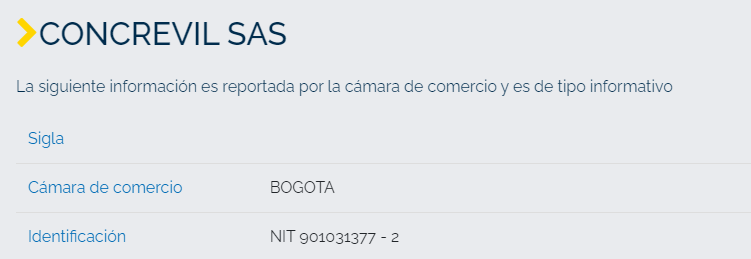 CONCREVIL SAS
La siguiente información es reportada por la cámara de comercio y es de tipo informativo
Sigla
Cámara de comercio BOGOTA
Identificación NIT 901031377 - 2